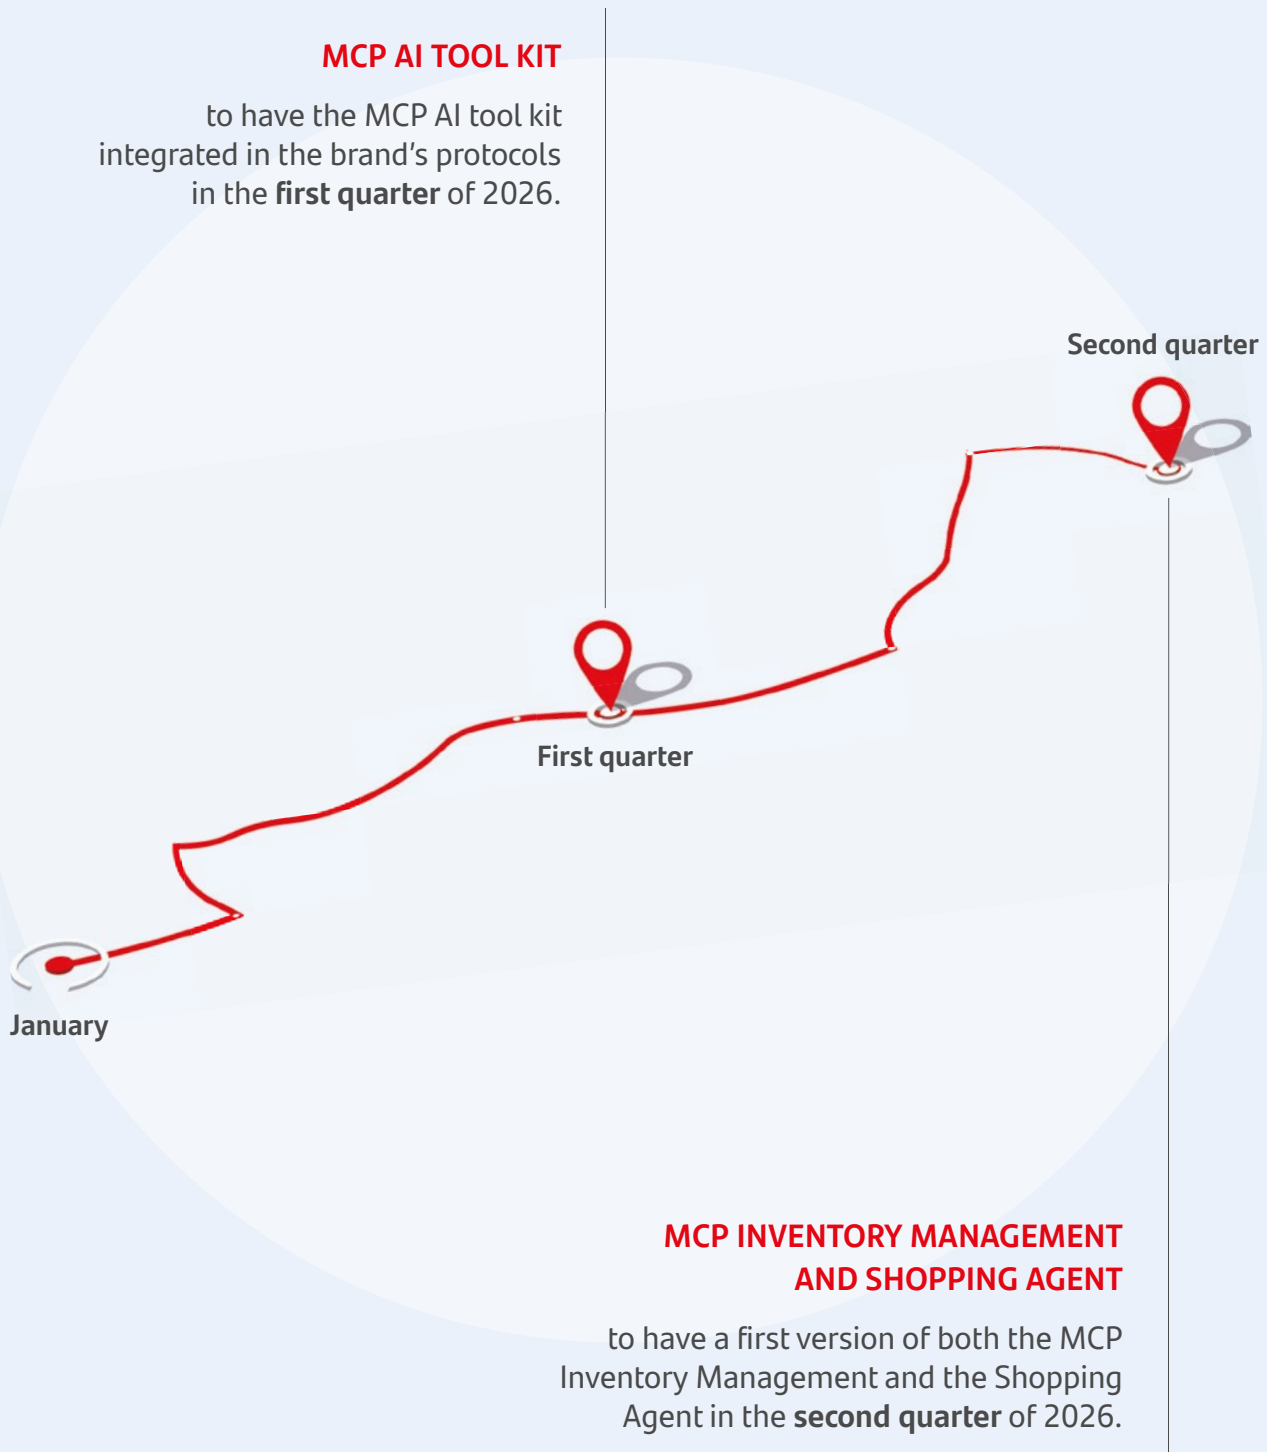 MCP AI TOOL KIT
to have the MCP AI tool kit
integrated in the brand’s protocols
in the first quarter of 2026.
Second quarter
First quarter
January
MCP INVENTORY MANAGEMENT
AND SHOPPING AGENT
to have a first version of both the MCP
Inventory Management and the Shopping
Agent in the second quarter of 2026.